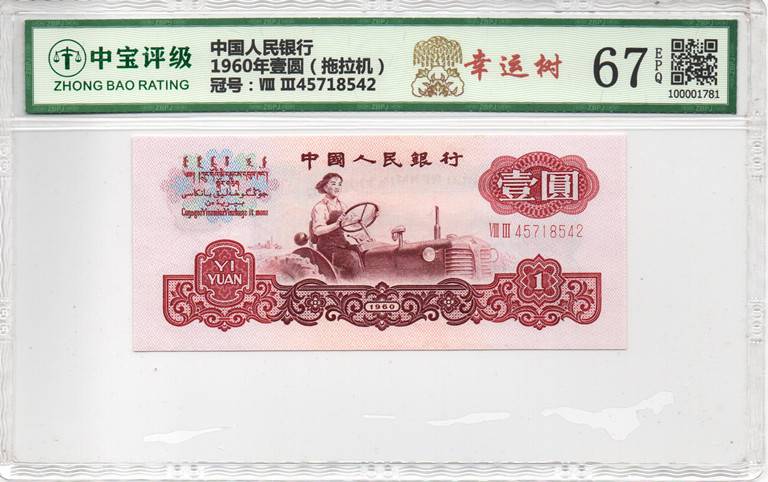 中宝评级
ZHONG BAO RATING
中国人民银行
1960年壹圆（拖拉机）
冠号：Ⅷ Ⅲ45718542
幸运树
67
EPQ
100001781
中國人民銀行
壹圓
Ⅷ Ⅲ 45718542
YI
YUAN
1960
1